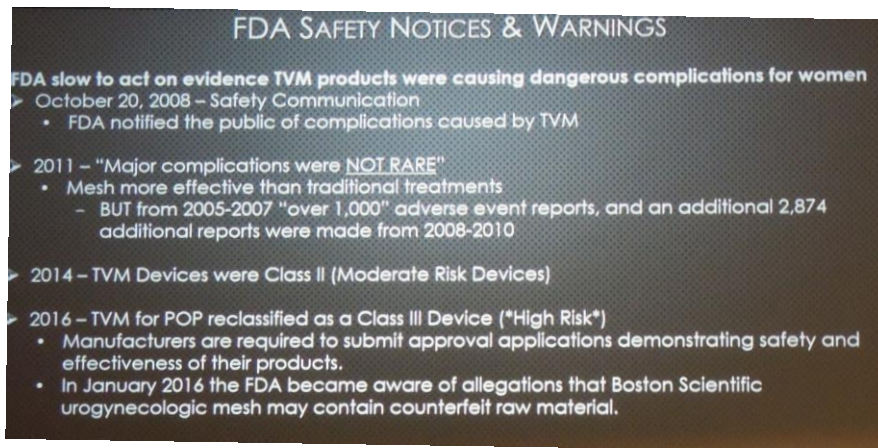 FDA SAFETY NOTICES & WARNINGS
FDA slow to act on evidence TVM products were causing dangerous complications for women
➤ October 20, 2008 – Safety Communication
• FDA notified the public of complications caused by TVM
➤ 2011 – “Major complications were NOT RARE”
• Mesh more effective than traditional treatments
– BUT from 2005-2007 “over 1,000” adverse event reports, and an additional 2,874
additional reports were made from 2008-2010
➤ 2014 – TVM Devices were Class II (Moderate Risk Devices)
➤ 2016 – TVM for POP reclassified as a Class III Device (*High Risk*)
• Manufacturers are required to submit approval applications demonstrating safety and
effectiveness of their products.
• In January 2016 the FDA became aware of allegations that Boston Scientific
urogynecologic mesh may contain counterfeit raw material.